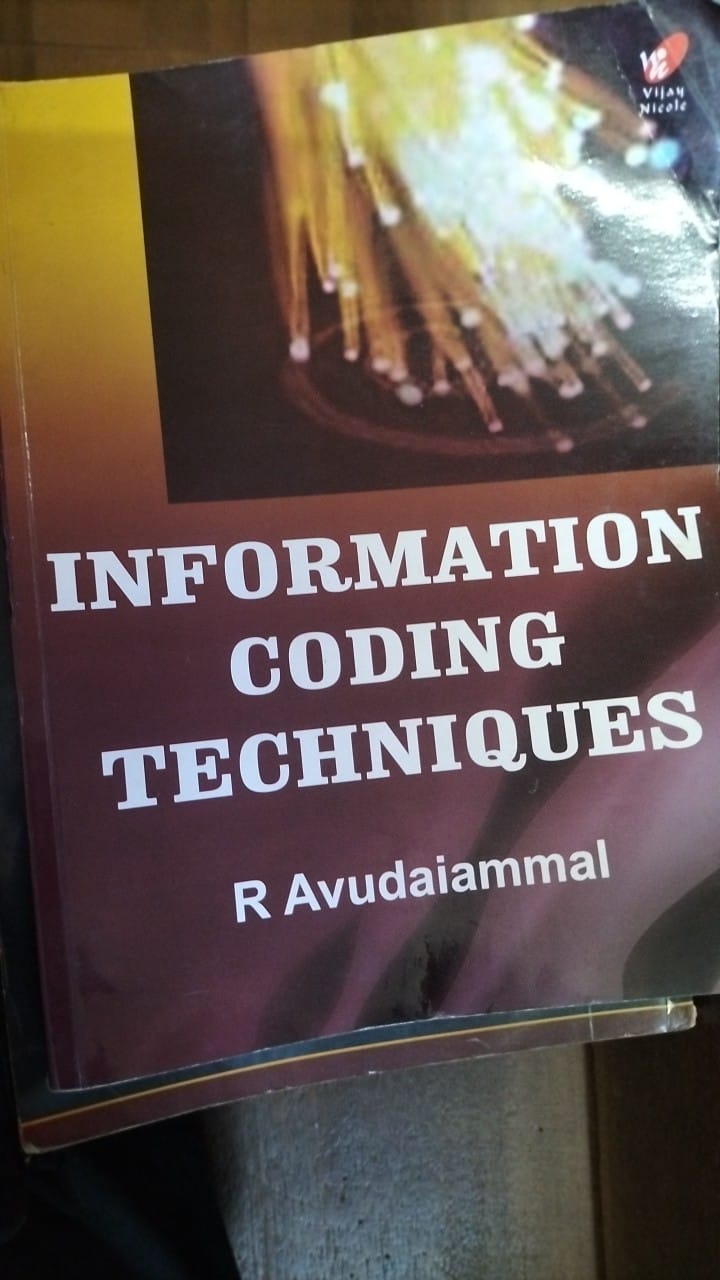 Vijay
Nicole
INFORMATION
CODING
TECHNIQUES
R Avudaiammal